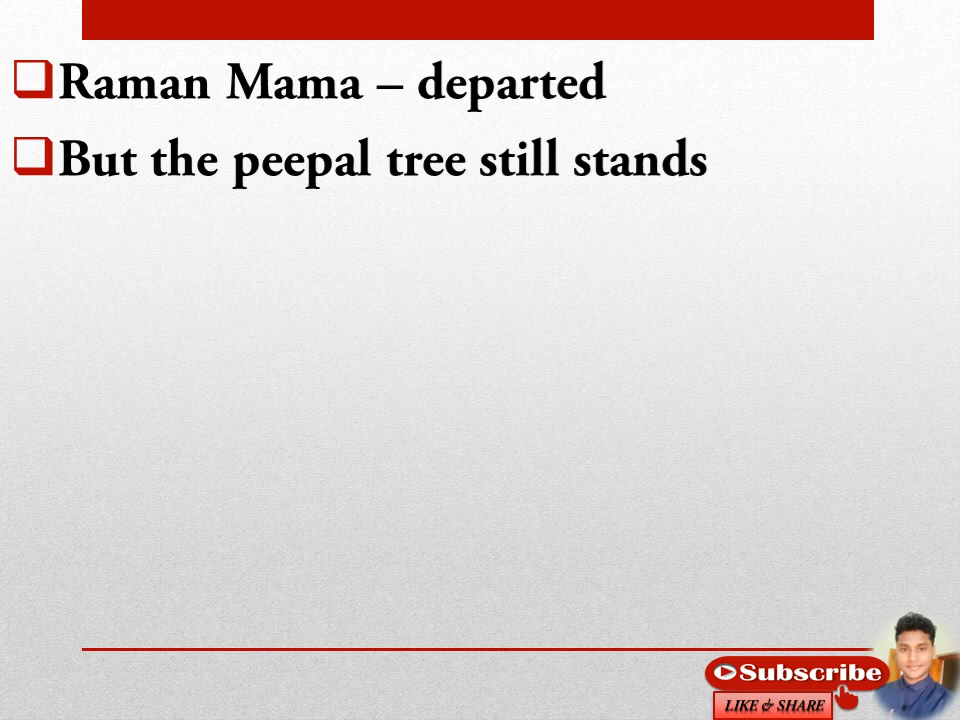 Raman Mama – departed
But the peepal tree still stands
Subscribe
LIKE & SHARE